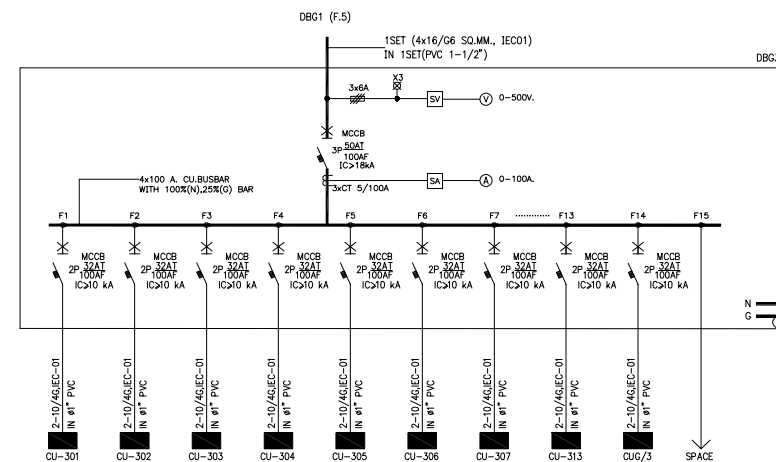 DBG1 (F.5)
1SET (4x16/G6 SQ.MM., IEC01)
IN 1SET(PVC 1-1/2")
X3
3x6A
SV
V
0-500V.
MCCB
3P 50AT
100AF
IC≥18kA
3xCT 5/100A
SA
A
0-100A.
4x100 A. CU.BUSBAR
WITH 100%(N),25%(G) BAR
F1 F2 F3 F4 F5 F6 F7 F13 F14 F15
MCCB MCCB MCCB MCCB MCCB MCCB MCCB MCCB MCCB
2P 32AT 2P 32AT 2P 32AT 2P 32AT 2P 32AT 2P 32AT 2P 32AT 2P 32AT 2P 32AT
100AF 100AF 100AF 100AF 100AF 100AF 100AF 100AF 100AF
IC≥10 kA IC≥10 kA IC≥10 kA IC≥10 kA IC≥10 kA IC≥10 kA IC≥10 kA IC≥10 kA IC≥10 kA
N
G
2-10/4G,IEC-01
IN ø1" PVC
2-10/4G,IEC-01
IN ø1" PVC
2-10/4G,IEC-01
IN ø1" PVC
2-10/4G,IEC-01
IN ø1" PVC
2-10/4G,IEC-01
IN ø1" PVC
2-10/4G,IEC-01
IN ø1" PVC
2-10/4G,IEC-01
IN ø1" PVC
2-10/4G,IEC-01
IN ø1" PVC
2-10/4G,IEC-01
IN ø1" PVC
CU-301 CU-302 CU-303 CU-304 CU-305 CU-306 CU-307 CU-313 CUG/3 SPACE